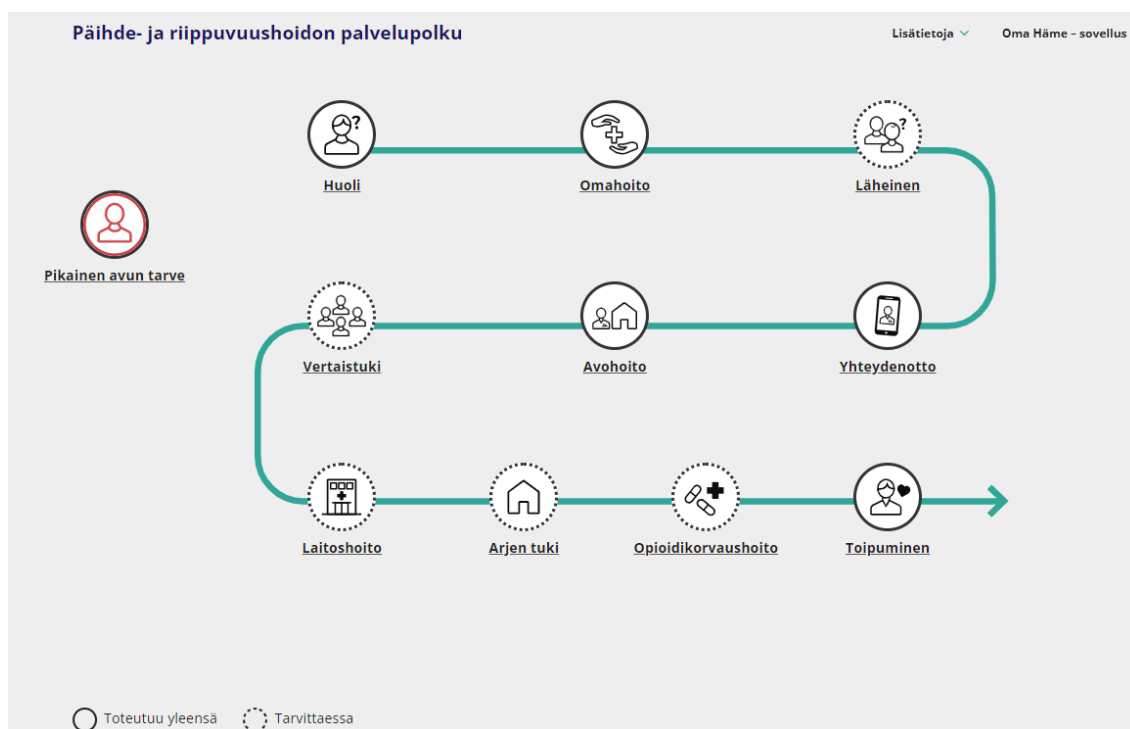 Päihde- ja riippuvuushoidon palvelupolku
Lisätietoja
Oma Häme – sovellus
Huoli
Omahoito
Läheinen
Pikainen avun tarve
Vertaistuki
Avohoito
Yhteydenotto
Laitoshoito
Arjen tuki
Opioidikorvaushoito
Toipuminen
Toteutuu yleensä
Tarvittaessa